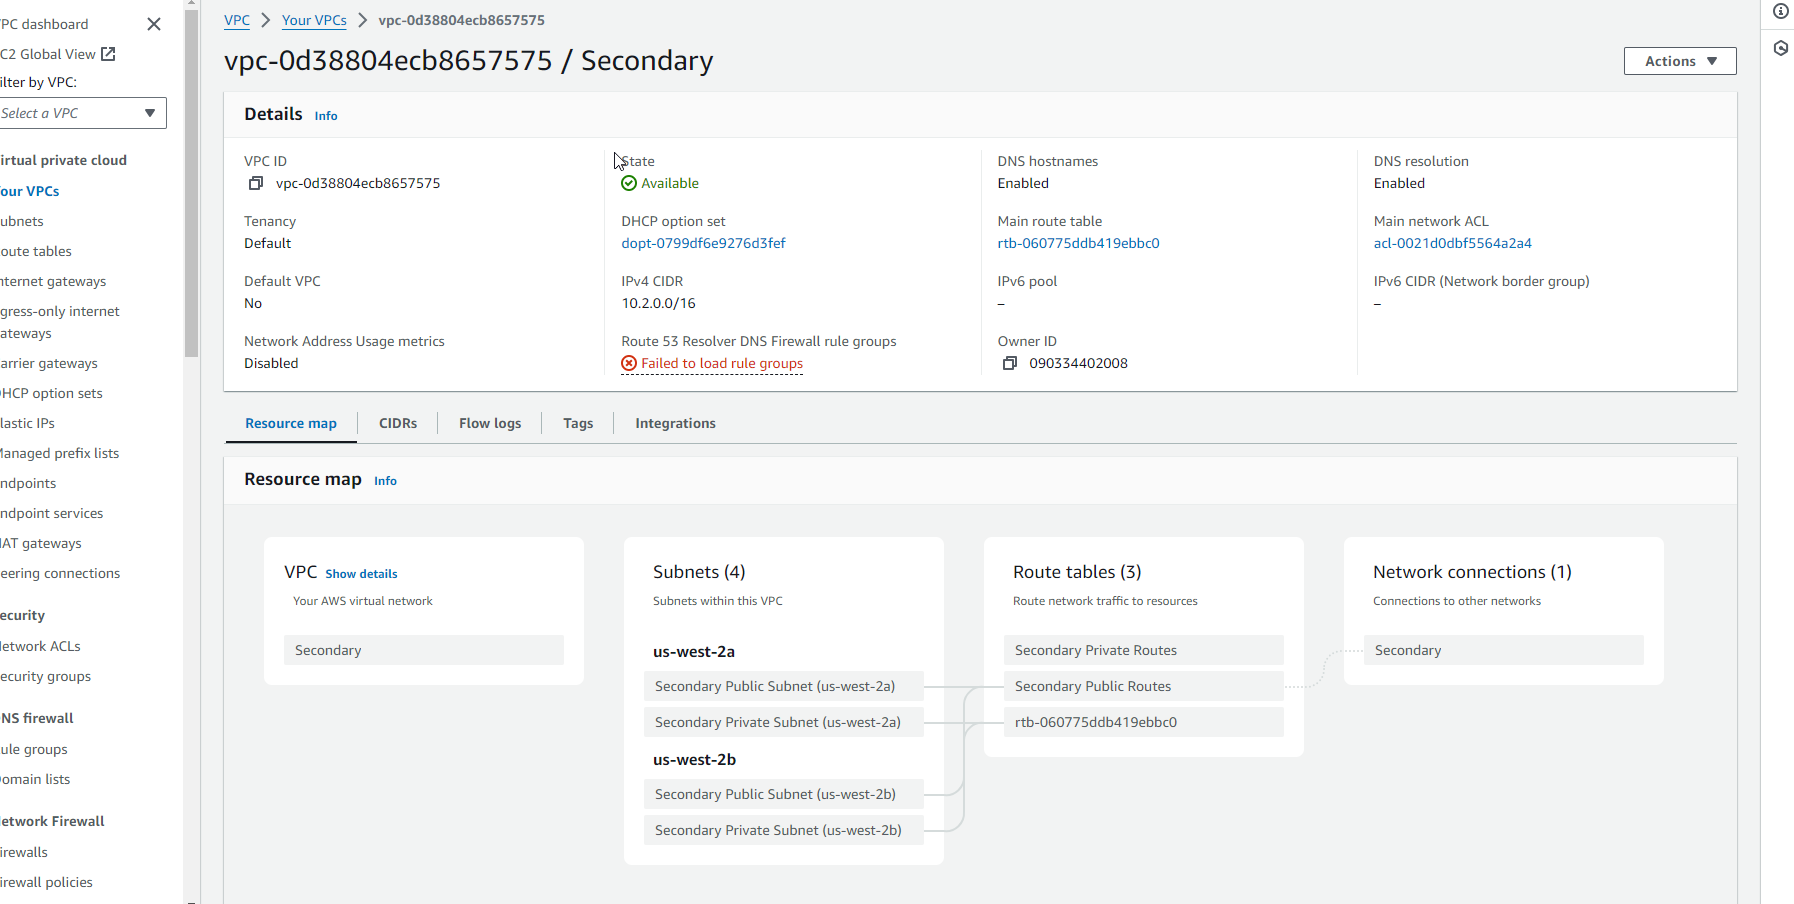 PC dashboard
C2 Global View
ilter by VPC:
Select a VPC
irtual private cloud
our VPCs
ubnets
oute tables
nternet gateways
gress-only internet
ateways
arrier gateways
HCP option sets
lastic IPs
anaged prefix lists
ndpoints
ndpoint services
AT gateways
eering connections
ecurity
etwork ACLs
ecurity groups
NS firewall
ule groups
omain lists
etwork Firewall
irewalls
irewall policies
VPC
Your VPCs
vpc-0d38804ecb8657575
vpc-0d38804ecb8657575 / Secondary
Actions
Details Info
VPC ID
vpc-0d38804ecb8657575
State
Available
DNS hostnames
Enabled
DNS resolution
Enabled
Tenancy
Default
DHCP option set
dopt-0799df6e9276d3fef
Main route table
rtb-060775ddb419ebbc0
Main network ACL
acl-0021d0dbf5564a2a4
Default VPC
No
IPv4 CIDR
10.2.0.0/16
IPv6 pool
–
IPv6 CIDR (Network border group)
–
Network Address Usage metrics
Disabled
Route 53 Resolver DNS Firewall rule groups
Failed to load rule groups
Owner ID
090334402008
Resource map
CIDRs
Flow logs
Tags
Integrations
Resource map Info
VPC Show details
Your AWS virtual network
Secondary
Subnets (4)
Subnets within this VPC
us-west-2a
Secondary Public Subnet (us-west-2a)
Secondary Private Subnet (us-west-2a)
us-west-2b
Secondary Public Subnet (us-west-2b)
Secondary Private Subnet (us-west-2b)
Route tables (3)
Route network traffic to resources
Secondary Private Routes
Secondary Public Routes
rtb-060775ddb419ebbc0
Network connections (1)
Connections to other networks
Secondary